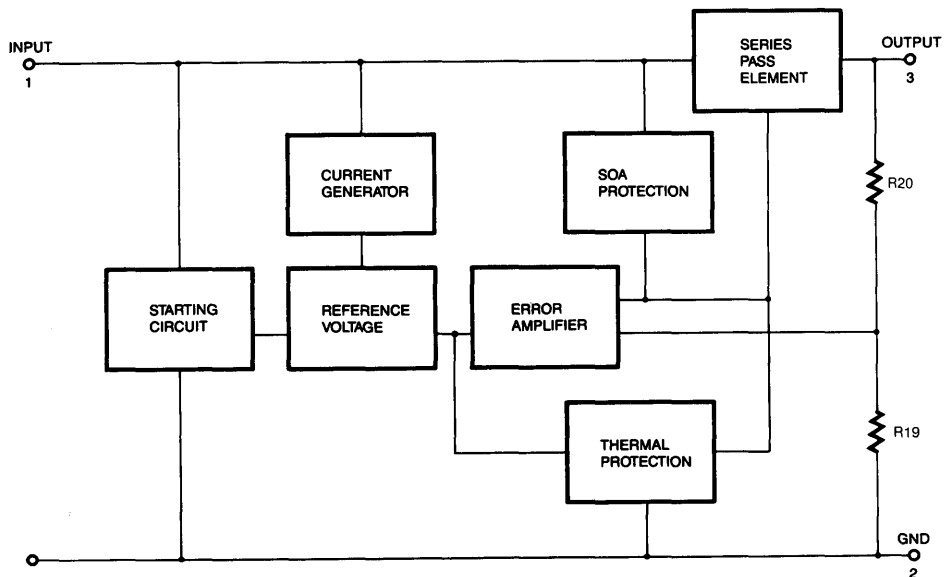 INPUT
1
SERIES
PASS
ELEMENT
OUTPUT
3
CURRENT
GENERATOR
SOA
PROTECTION
R20
STARTING
CIRCUIT
REFERENCE
VOLTAGE
ERROR
AMPLIFIER
THERMAL
PROTECTION
R19
GND
2